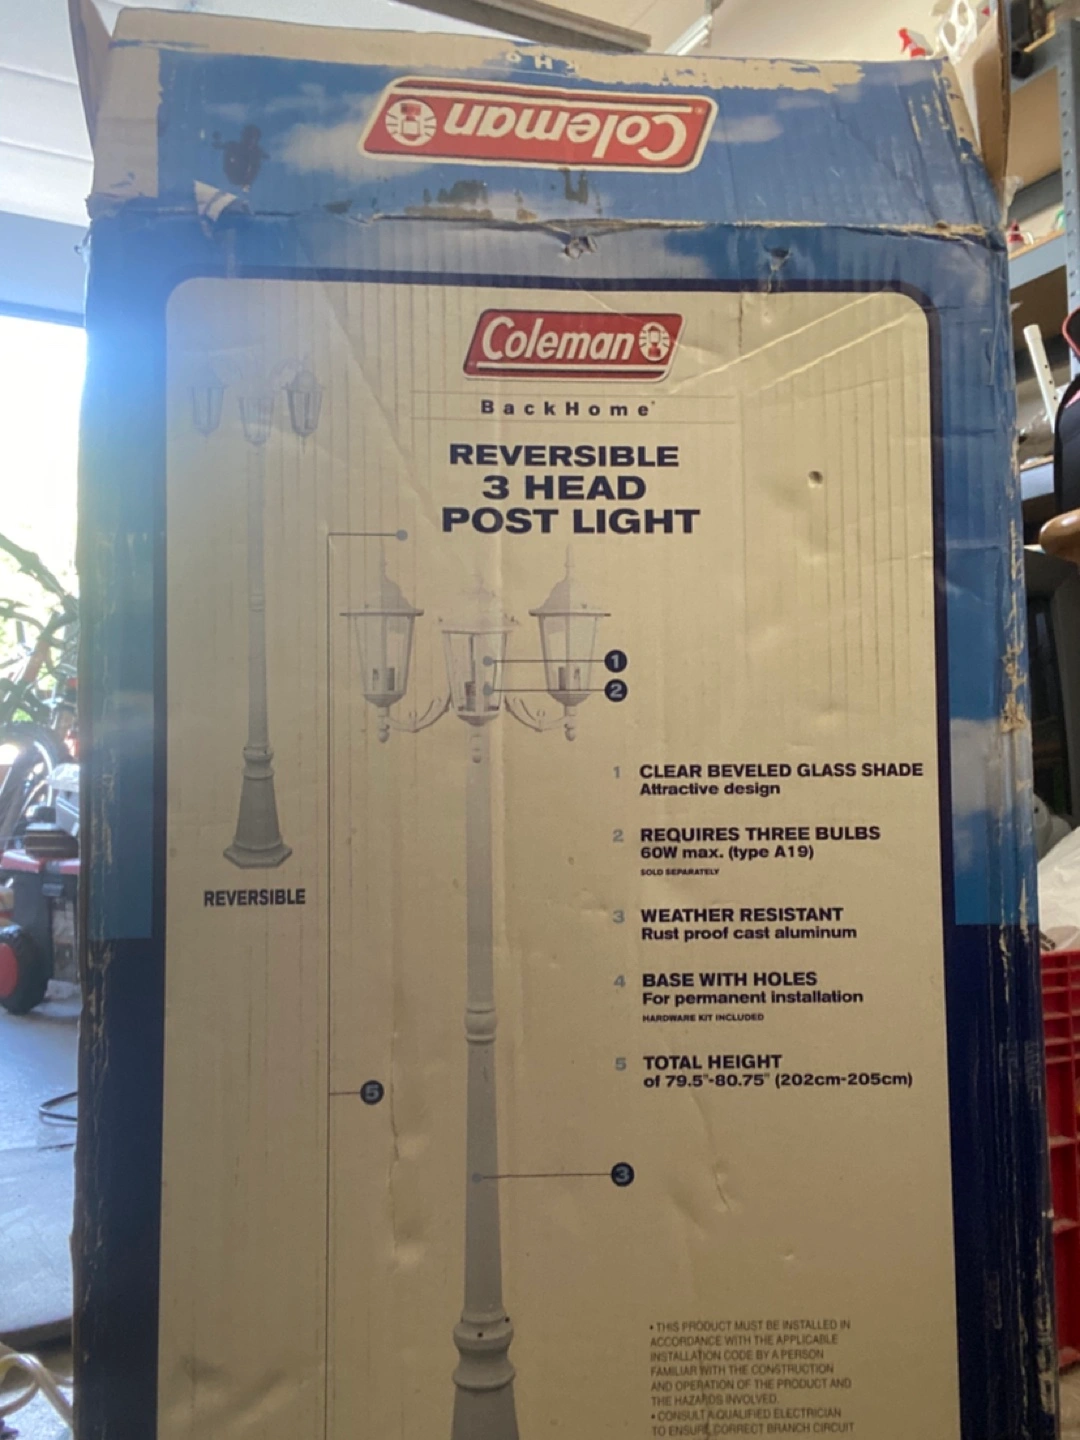 Coleman
Coleman
BackHome
REVERSIBLE
3 HEAD
POST LIGHT
1
2
1 CLEAR BEVELED GLASS SHADE
Attractive design
2 REQUIRES THREE BULBS
60W max. (type A19)
SOLD SEPARATELY
REVERSIBLE
3 WEATHER RESISTANT
Rust proof cast aluminum
4 BASE WITH HOLES
For permanent installation
HARDWARE KIT INCLUDED
5 TOTAL HEIGHT
of 79.5"-80.75" (202cm-205cm)
5
3
• THIS PRODUCT MUST BE INSTALLED IN
ACCORDANCE WITH THE APPLICABLE
INSTALLATION CODE BY A PERSON
FAMILIAR WITH THE CONSTRUCTION
AND OPERATION OF THE PRODUCT AND
THE HAZARDS INVOLVED.
• CONSULT A QUALIFIED ELECTRICIAN
TO ENSURE CORRECT BRANCH CIRCUIT